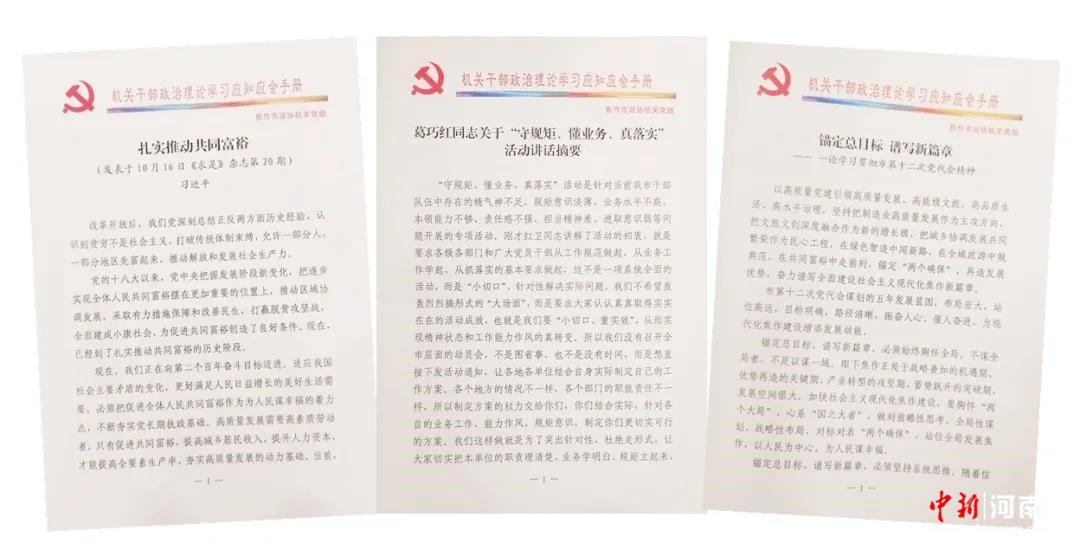 机关干部政治理论学习应知应会手册
焦作市政协机关党组
扎实推动共同富裕
(发表于10月16日《求是》杂志第20期)
习近平
改革开放后，我们党深刻总结正反两方面历史经验，认
识到贫穷不是社会主义，打破传统体制束缚，允许一部分人、
一部分地区先富起来，推动解放和发展社会生产力。
党的十八大以来，党中央把握发展阶段新变化，把逐步
实现全体人民共同富裕摆在更加重要的位置上，推动区域协
调发展，采取有力措施保障和改善民生，打赢脱贫攻坚战，
全面建成小康社会，为促进共同富裕创造了良好条件。现在，
已经到了扎实推动共同富裕的历史阶段。
现在，我们正在向第二个百年奋斗目标迈进。适应我国
社会主要矛盾的变化，更好满足人民日益增长的美好生活需
要，必须把促进全体人民共同富裕作为为人民谋幸福的着力
点，不断夯实党长期执政基础。高质量发展需要高素质劳动
者，只有促进共同富裕，提高城乡居民收入，提升人力资本，
才能提高全要素生产率，夯实高质量发展的动力基础。当前，
— 1 —
机关干部政治理论学习应知应会手册
焦作市政协机关党组
葛巧红同志关于“守规矩、懂业务、真落实”
活动讲话摘要
“守规矩、懂业务、真落实”活动是针对当前我市干部
队伍中存在的精气神不足、规矩意识淡薄、业务水平不高、
本领能力不够、责任感不强、担当精神差、进取意识弱等问
题开展的专项活动。刚才红卫同志讲解了活动的初衷，就是
要求各级各部门和广大党员干部从工作规范做起，从业务工
作学起，从抓落实的基本要求做起，这不是一项系统全面的
活动，而是“小切口”，针对性解决实际问题。我们不希望轰
轰烈烈搞形式的“大场面”，而是要求大家认认真真取得实实
在在的活动成效，也就是我们要“小切口、重实效”，从而实
现精神状态和工作能力作风的真转变。所以我们没有召开全
市层面的动员会，不是图省事，也不是没有时间，而是想直
接下发活动通知，让各地各单位结合自身实际制定自己的工
作方案。各个地方的情况不一样，各个部门的职能责任不一
样，所以制定方案的权力交给你们，你们结合实际，针对各
自的业务工作、能力作风、规矩意识，制定你们更切实可行
的方案。我们这样做就是为了突出针对性、杜绝走形式，让
大家切实把本单位的职责理清楚、业务学明白、规矩立起来，
— 1 —
机关干部政治理论学习应知应会手册
焦作市政协机关党组
锚定总目标 谱写新篇章
—— 一论学习贯彻市第十二次党代会精神
以高质量党建引领高质量发展、高能级文旅、高品质生
活、高水平治理，坚持把制造业高质量发展作为主攻方向，
把文旅文创深度融合作为新的增长极，把城乡协调发展共同
繁荣作为民心工程，在绿色智造中闯新路、在全域旅游中做
典范、在共同富裕中走前列，锚定“两个确保”，再造发展
优势，奋力谱写全面建设社会主义现代化焦作新篇章。
市第十二次党代会谋划的五年发展蓝图，布局宏大，站
位高远，目标明确，路径清晰，振奋人心，催人奋进，为现
代化焦作建设增添发展动能。
锚定总目标，谱写新篇章，必须始终胸怀全局。不谋全
局者，不足以谋一域。眼下焦作正处于战略叠加的机遇期、
优势再造的关键期、产业转型的攻坚期、蓄势跃升的突破期，
发展空间很大。加快社会主义现代化焦作建设，要胸怀“两
个大局”，心系“国之大者”，做到前瞻性思考、全局性谋
划、战略性布局，对标对表“两个确保”，站位全局发展焦
作，以人民为中心，为人民谋幸福。
锚定总目标，谱写新篇章，必须坚持系统思维。随着信
— 1 —
中新|河南